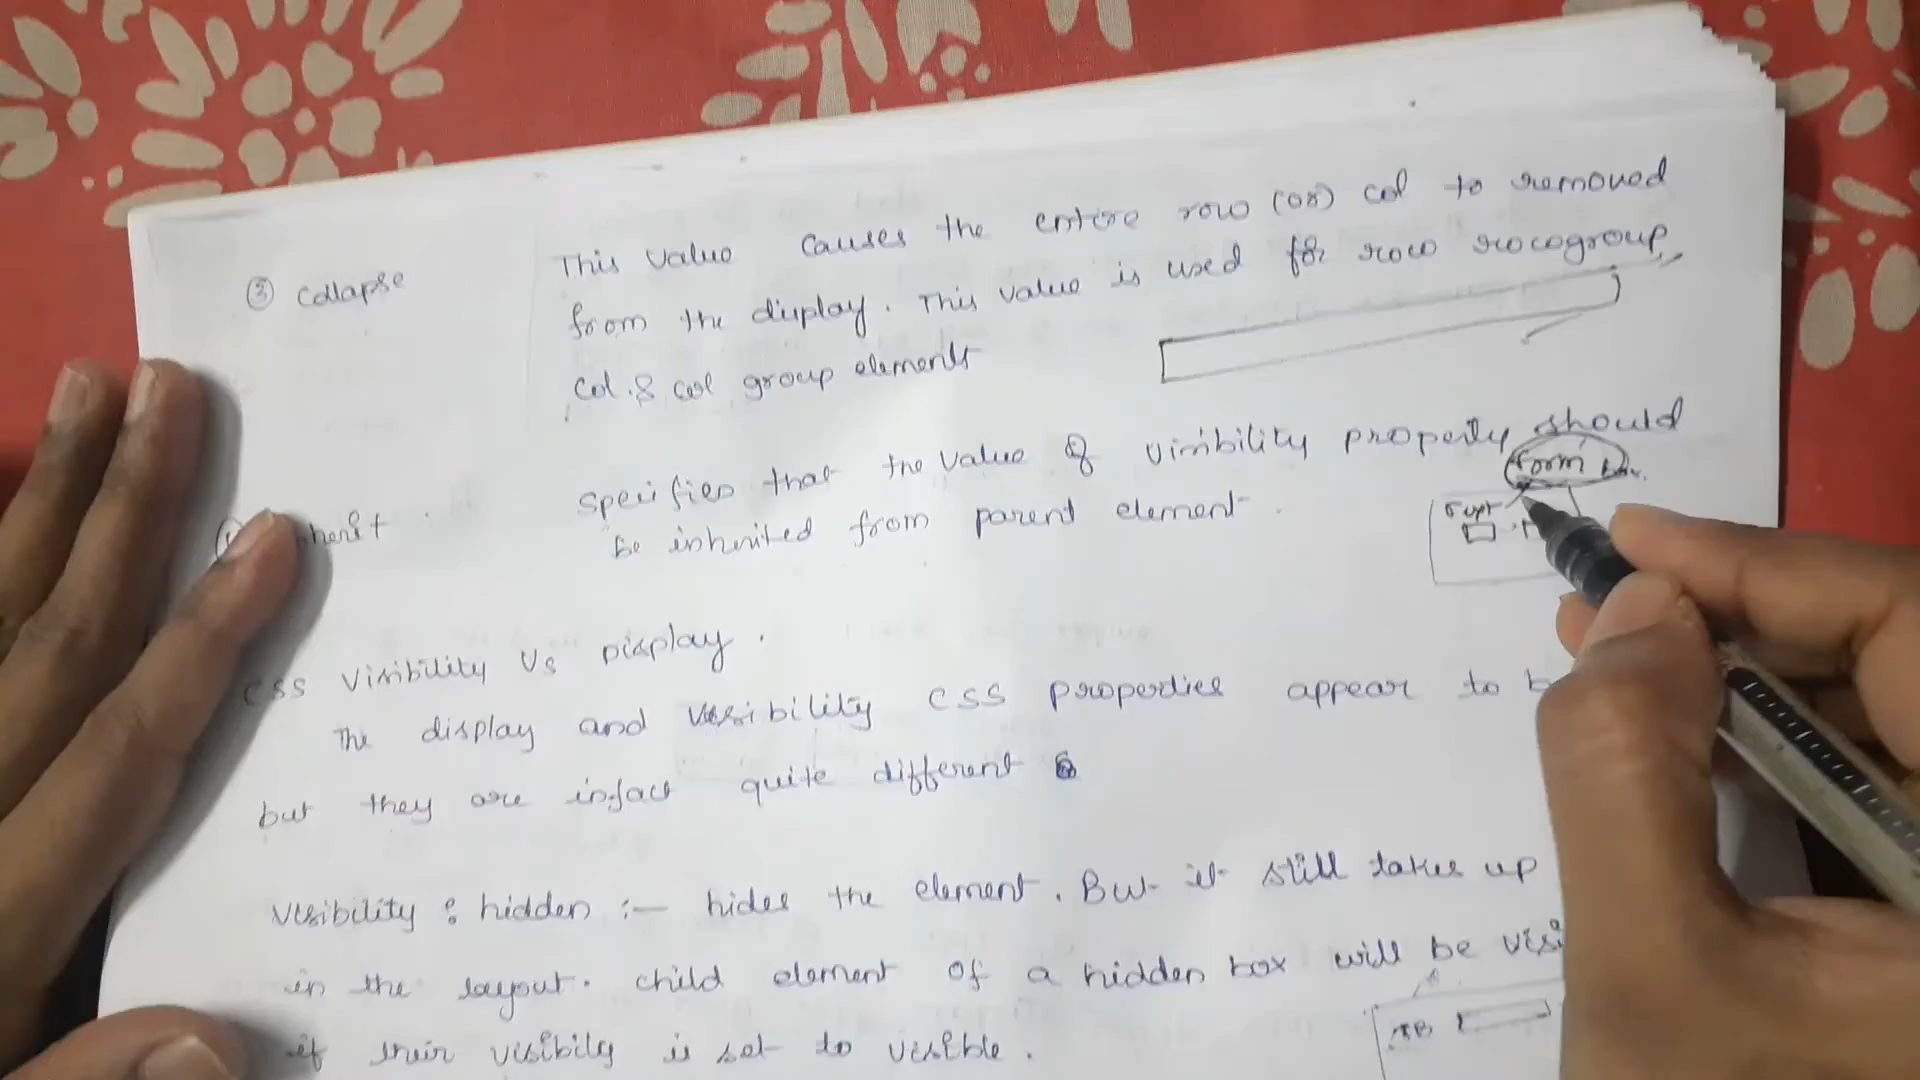 ③ Collapse
This value causes the entire row (or) col to removed
from the display. This value is used for row rowgroup,
col. & col group elements
inherit
Specifies that the value of visibility property should
be inherited from parent element.
form
CSS Visibility Vs Display.
The display and visibility CSS properties appear to
but they are infact quite different
Visibility : hidden :— hides the element. But it still takes up
in the layout. child element of a hidden box will be
if their visibility is set to visible.